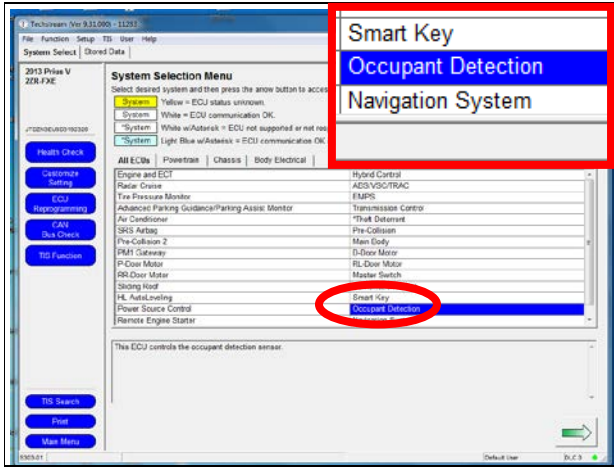 Techstream (Ver 9.31.000) - 11293
File Function Setup TIS User Help
System Select Stored Data
2013 Prius V
2ZR-FXE
Health Check
Customize
Setting
ECU
Reprogramming
CAN
Bus Check
TIS Function
TIS Search
Print
Main Menu
System Selection Menu
Select desired system and then press the arrow button to acces
System Yellow = ECU status unknown.
System White = ECU communication OK.
*System White w/Asterisk = ECU not supported or not res
*System Light Blue w/Asterisk = ECU communication OK
All ECUs Powertrain Chassis Body Electrical
Engine and ECT Hybrid Control
Radar Cruise ABS/VSC/TRAC
Tire Pressure Monitor EMPS
Advanced Parking Guidance/Parking Assist Monitor Transmission Control
Air Conditioner *Theft Deterrent
SRS Airbag Pre-Collision
Pre-Collision 2 Main Body
PM1 Gateway D-Door Motor
P-Door Motor RL-Door Motor
RR-Door Motor Master Switch
Sliding Roof
HL AutoLeveling Smart Key
Power Source Control Occupant Detection
Remote Engine Starter Navigation System
This ECU controls the occupant detection sensor.
Default User DLC 3
Smart Key
Occupant Detection
Navigation System